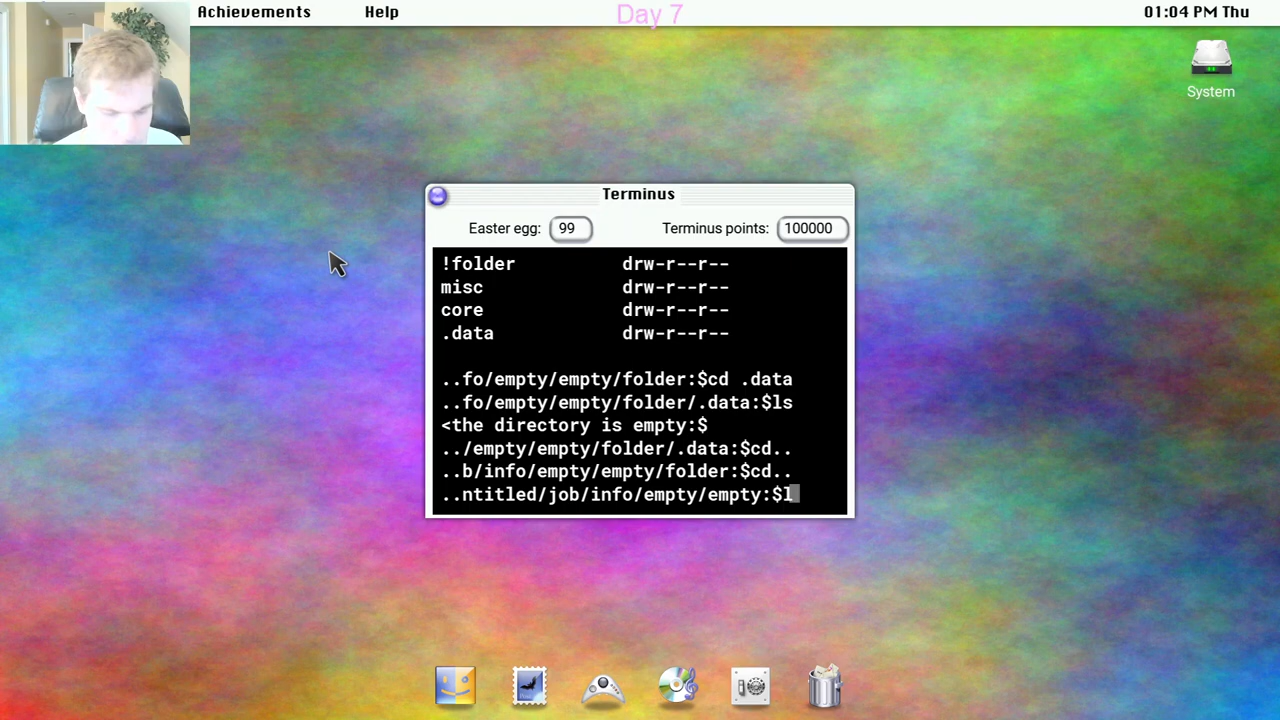 Achievements Help Day 7 01:04 PM Thu
System
Terminus
Easter egg: 99 Terminus points: 100000
!folder drw-r--r--
misc drw-r--r--
core drw-r--r--
.data drw-r--r--
..fo/empty/empty/folder:$cd .data
..fo/empty/empty/folder/.data:$ls
<the directory is empty:$
../empty/empty/folder/.data:$cd..
..b/info/empty/empty/folder:$cd..
..ntitled/job/info/empty/empty:$l